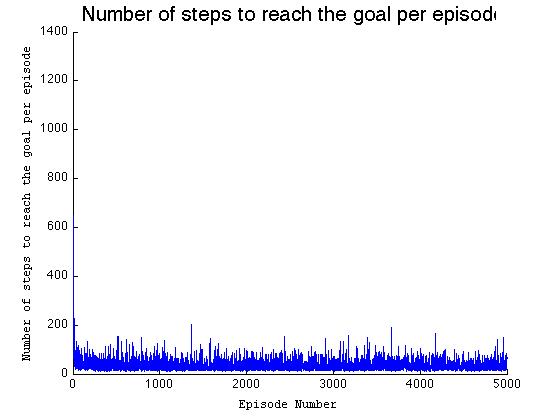 Number of steps to reach the goal per episod
Number of steps to reach the goal per episode
1400
1200
1000
800
600
400
200
0
0 1000 2000 3000 4000 5000
Episode Number